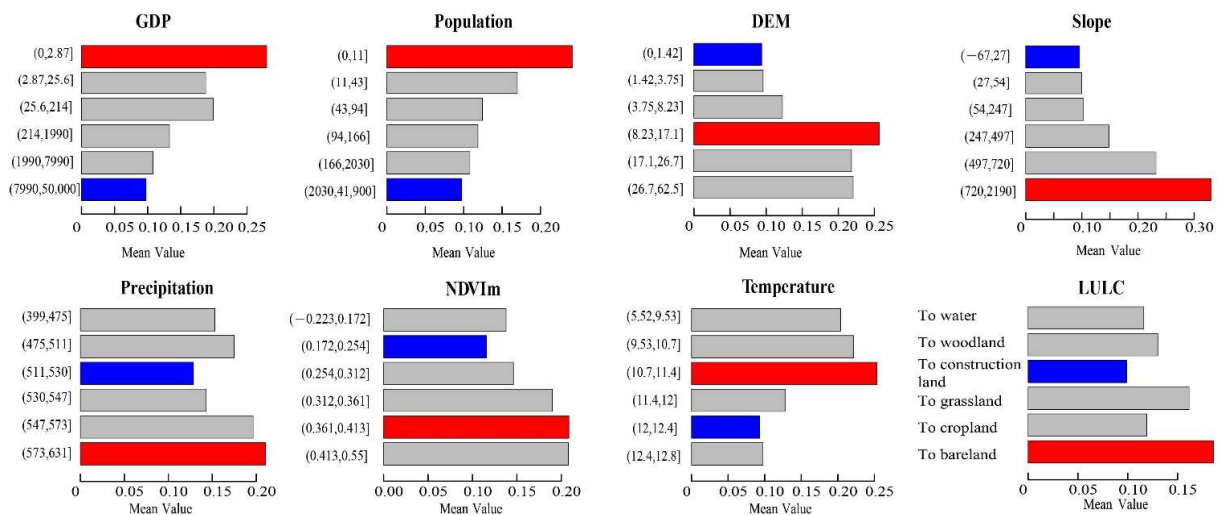 GDP
(0,2.87]
(2.87,25.6]
(25.6,214]
(214,1990]
(1990,7990]
(7990,50,000]
0 0.05 0.10 0.15 0.20 0.25
Mean Value
Population
(0,11]
(11,43]
(43,94]
(94,166]
(166,2030]
(2030,41,900]
0 0.05 0.10 0.15 0.20
Mean Value
DEM
(0,1.42]
(1.42,3.75]
(3.75,8.23]
(8.23,17.1]
(17.1,26.7]
(26.7,62.5]
0 0.05 0.10 0.15 0.20 0.25
Mean Value
Slope
(−67,27]
(27,54]
(54,247]
(247,497]
(497,720]
(720,2190]
0 0.10 0.20 0.30
Mean Value
Precipitation
(399,475]
(475,511]
(511,530]
(530,547]
(547,573]
(573,631]
0 0.05 0.10 0.15 0.20
Mean Value
NDVIm
(−0.223,0.172]
(0.172,0.254]
(0.254,0.312]
(0.312,0.361]
(0.361,0.413]
(0.413,0.55]
0.00 0.05 0.10 0.15 0.20
Mean Value
Temperature
(5.52,9.53]
(9.53,10.7]
(10.7,11.4]
(11.4,12]
(12,12.4]
(12.4,12.8]
0 0.05 0.10 0.15 0.20 0.25
Mean Value
LULC
To water
To woodland
To construction
land
To grassland
To cropland
To bareland
0 0.05 0.10 0.15
Mean Value